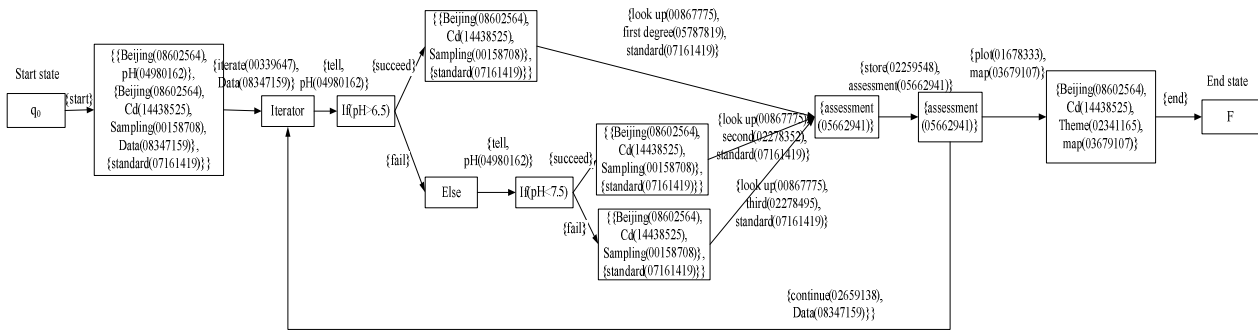 Start state
q0
{start}
{{Beijing(08602564),
pH(04980162)},
{Beijing(08602564),
Cd(14438525),
Sampling(00158708),
Data(08347159)},
{standard(07161419)}}
{iterate(00339647),
Data(08347159)}
Iterator
{tell,
pH(04980162)}
If(pH>6.5)
{succeed}
{{Beijing(08602564),
Cd(14438525),
Sampling(00158708)},
{standard(07161419)}}
{look up(00867775),
first degree(05787819),
standard(07161419)}
{fail}
Else
{tell,
pH(04980162)}
If(pH<7.5)
{succeed}
{{Beijing(08602564),
Cd(14438525),
Sampling(00158708)},
{standard(07161419)}}
{look up(00867775),
second(02278352),
standard(07161419)}
{fail}
{{Beijing(08602564),
Cd(14438525),
Sampling(00158708)},
{standard(07161419)}}
{look up(00867775),
third(02278495),
standard(07161419)}
{assessment
(05662941)}
{store(02259548),
assessment(05662941)}
{assessment
(05662941)}
{plot(01678333),
map(03679107)}
{Beijing(08602564),
Cd(14438525),
Theme(02341165),
map(03679107)}
{end}
End state
F
{continue(02659138),
Data(08347159)}}